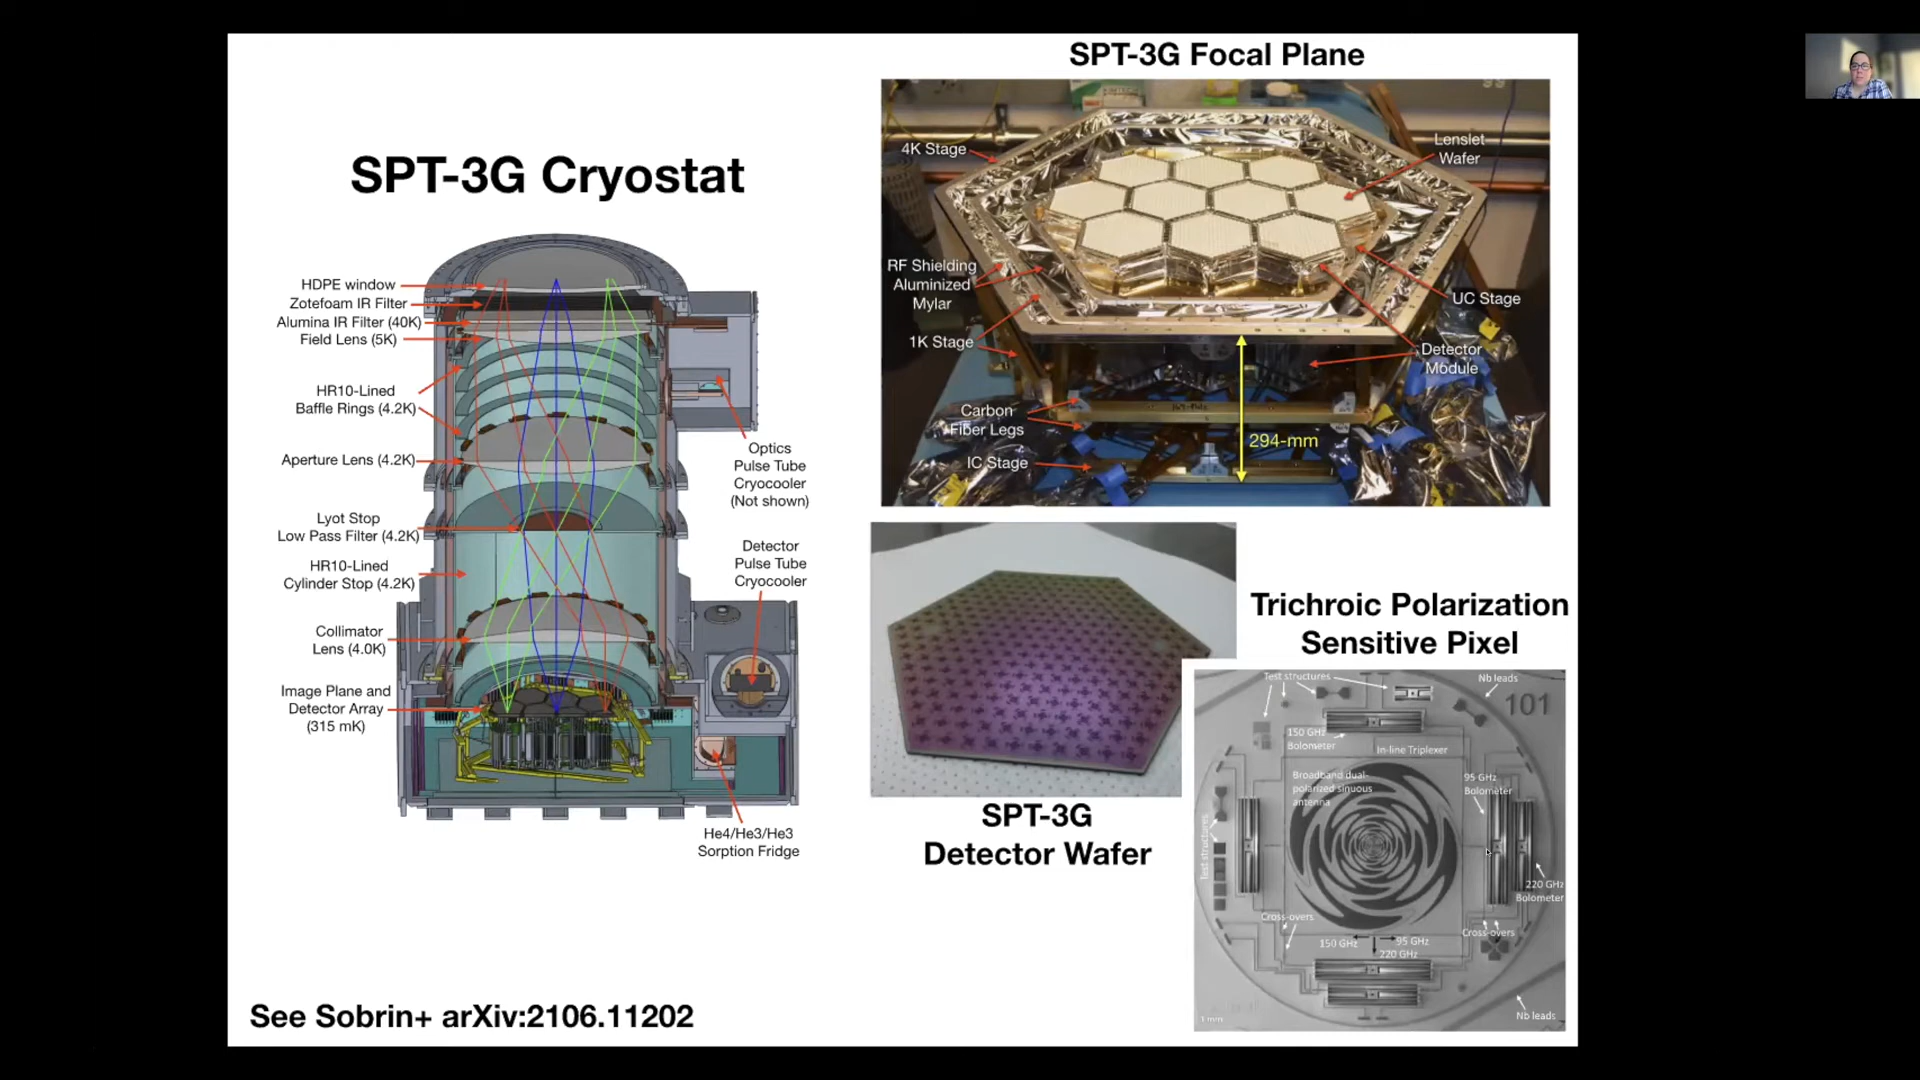 SPT-3G Cryostat
HDPE window
Zotefoam IR Filter
Alumina IR Filter (40K)
Field Lens (5K)
HR10-Lined
Baffle Rings (4.2K)
Aperture Lens (4.2K)
Lyot Stop
Low Pass Filter (4.2K)
HR10-Lined
Cylinder Stop (4.2K)
Collimator
Lens (4.0K)
Image Plane and
Detector Array
(315 mK)
Optics
Pulse Tube
Cryocooler
(Not shown)
Detector
Pulse Tube
Cryocooler
He4/He3/He3
Sorption Fridge
See Sobrin+ arXiv:2106.11202
SPT-3G Focal Plane
4K Stage
Lenslet
Wafer
RF Shielding
Aluminized
Mylar
UC Stage
1K Stage
Detector
Module
Carbon
Fiber Legs
294-mm
IC Stage
SPT-3G
Detector Wafer
Trichroic Polarization
Sensitive Pixel
Test structures
Nb leads
101
150 GHz
Bolometer
In-line Triplexer
Broadband dual-
polarized sinuous
antenna
95 GHz
Bolometer
Test structures
220 GHz
Bolometer
Cross-overs
Cross-overs
150 GHz
95 GHz
220 GHz
Nb leads
1 mm